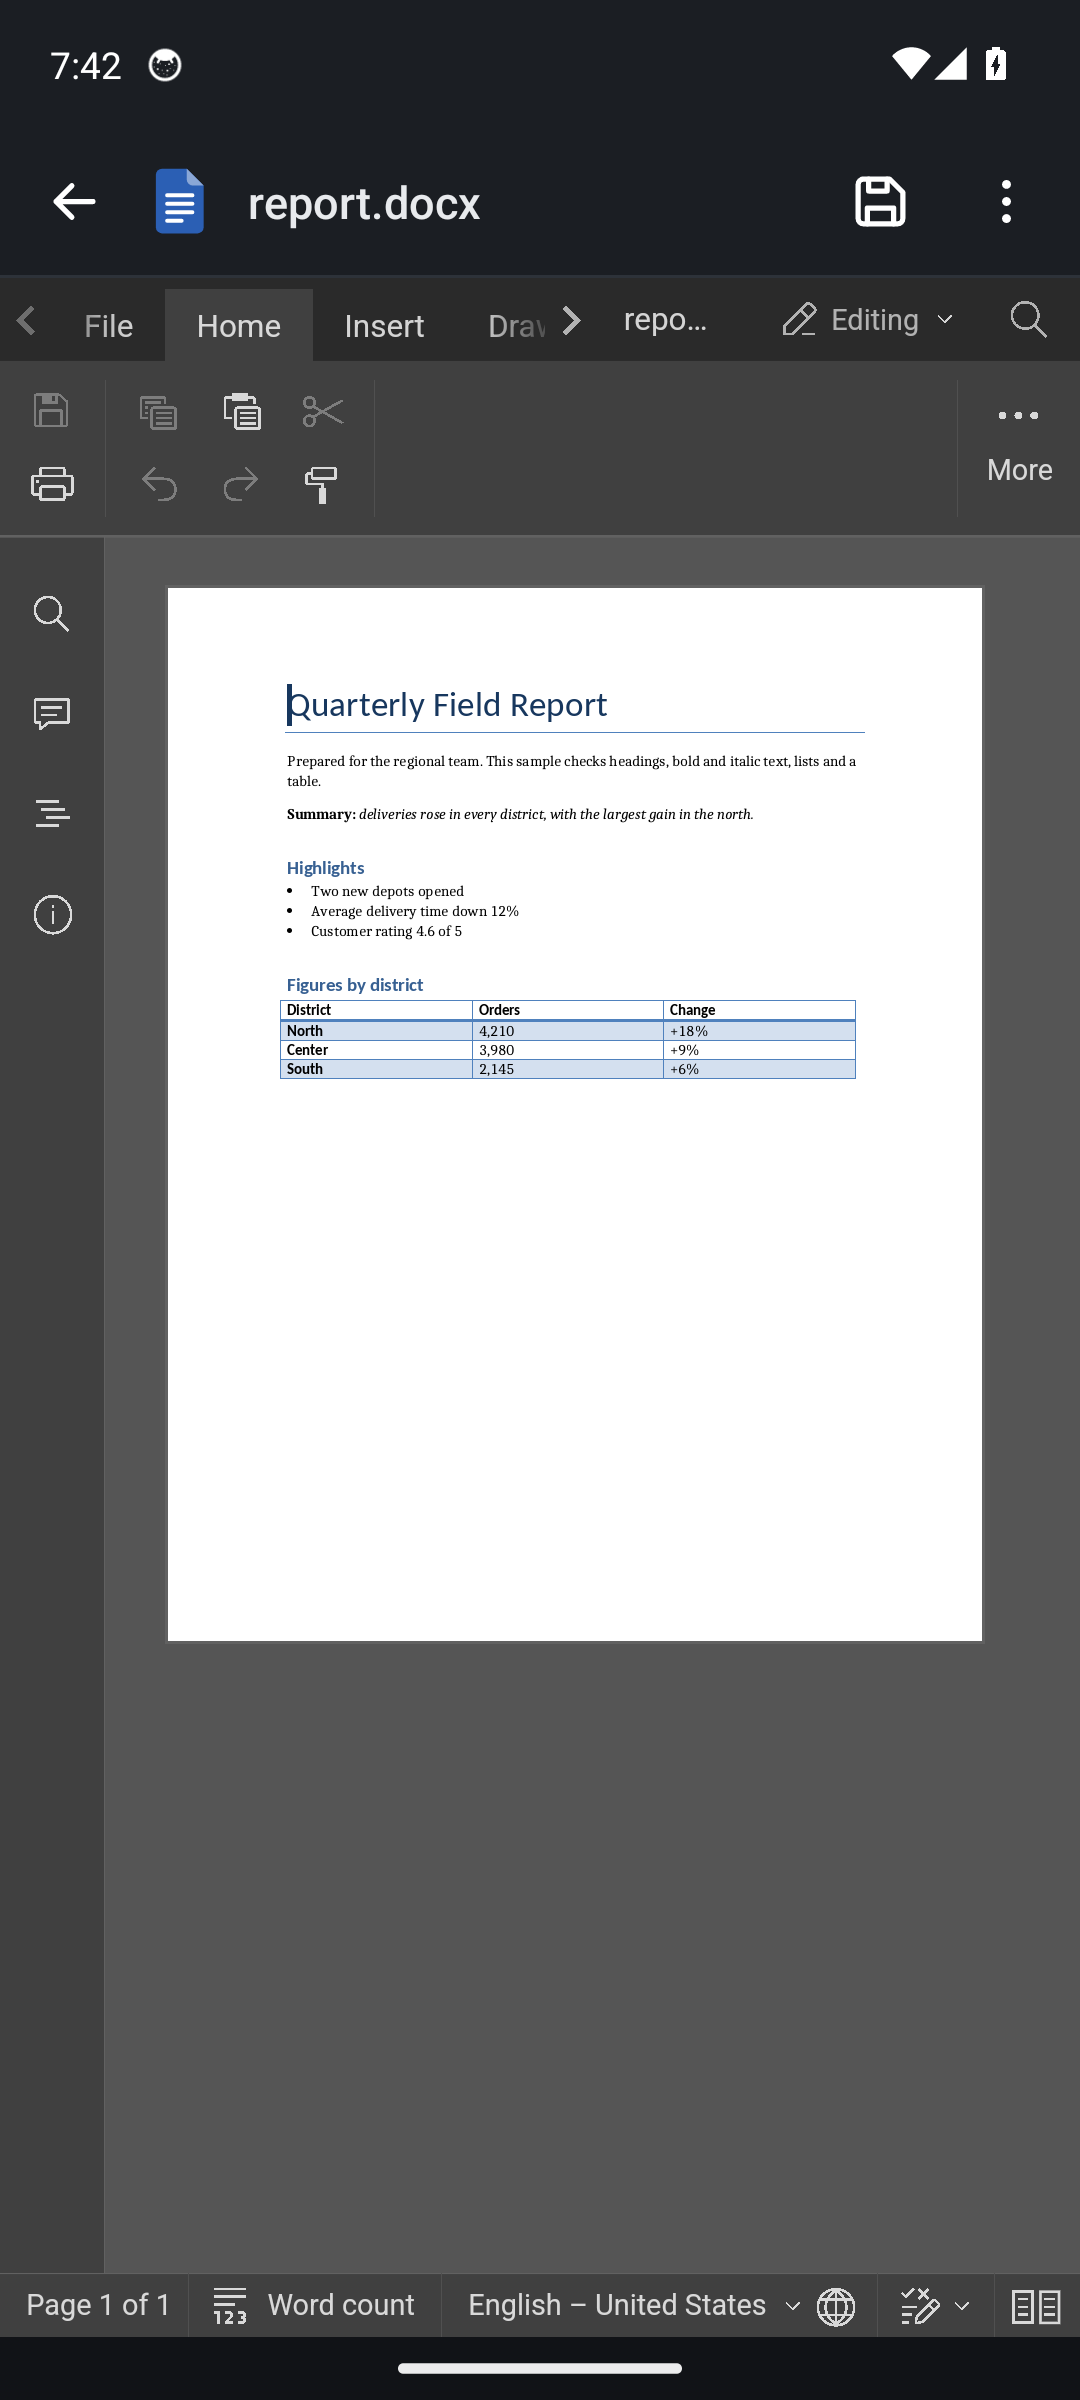 7:42
report.docx
File Home Insert Draw repo... Editing
More
Quarterly Field Report
Prepared for the regional team. This sample checks headings, bold and italic text, lists and a
table.
Summary: deliveries rose in every district, with the largest gain in the north.
Highlights
• Two new depots opened
• Average delivery time down 12%
• Customer rating 4.6 of 5
Figures by district
District Orders Change
North 4,210 +18%
Center 3,980 +9%
South 2,145 +6%
Page 1 of 1 123 Word count English – United States